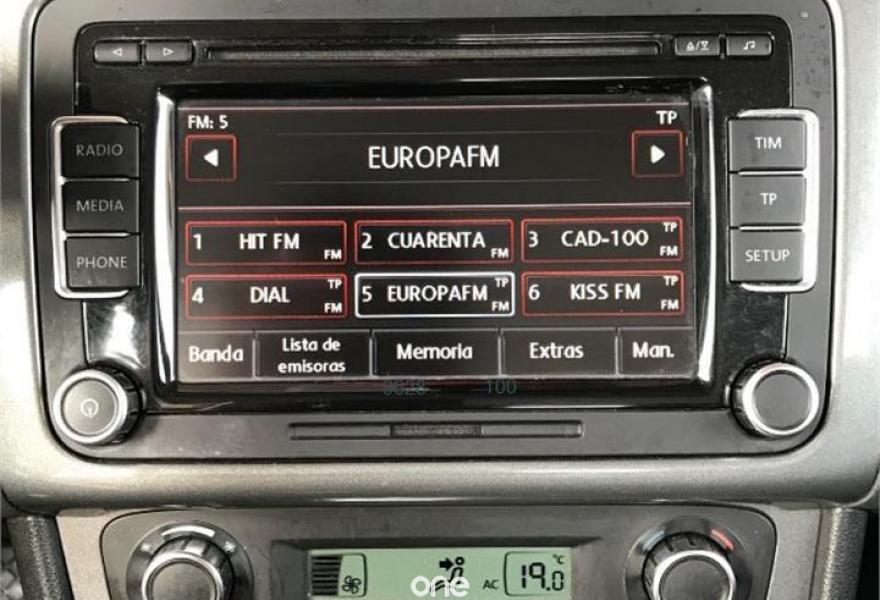 FM: 5 TP
EUROPAFM
RADIO
MEDIA
PHONE
TIM
TP
SETUP
1 HIT FM FM
2 CUARENTA FM
3 CAD-100 TP FM
4 DIAL TP FM
5 EUROPAFM TP FM
6 KISS FM TP FM
Banda
Lista de
emisoras
Memoria
Extras
Man.
100
AC 19.0 °C
one